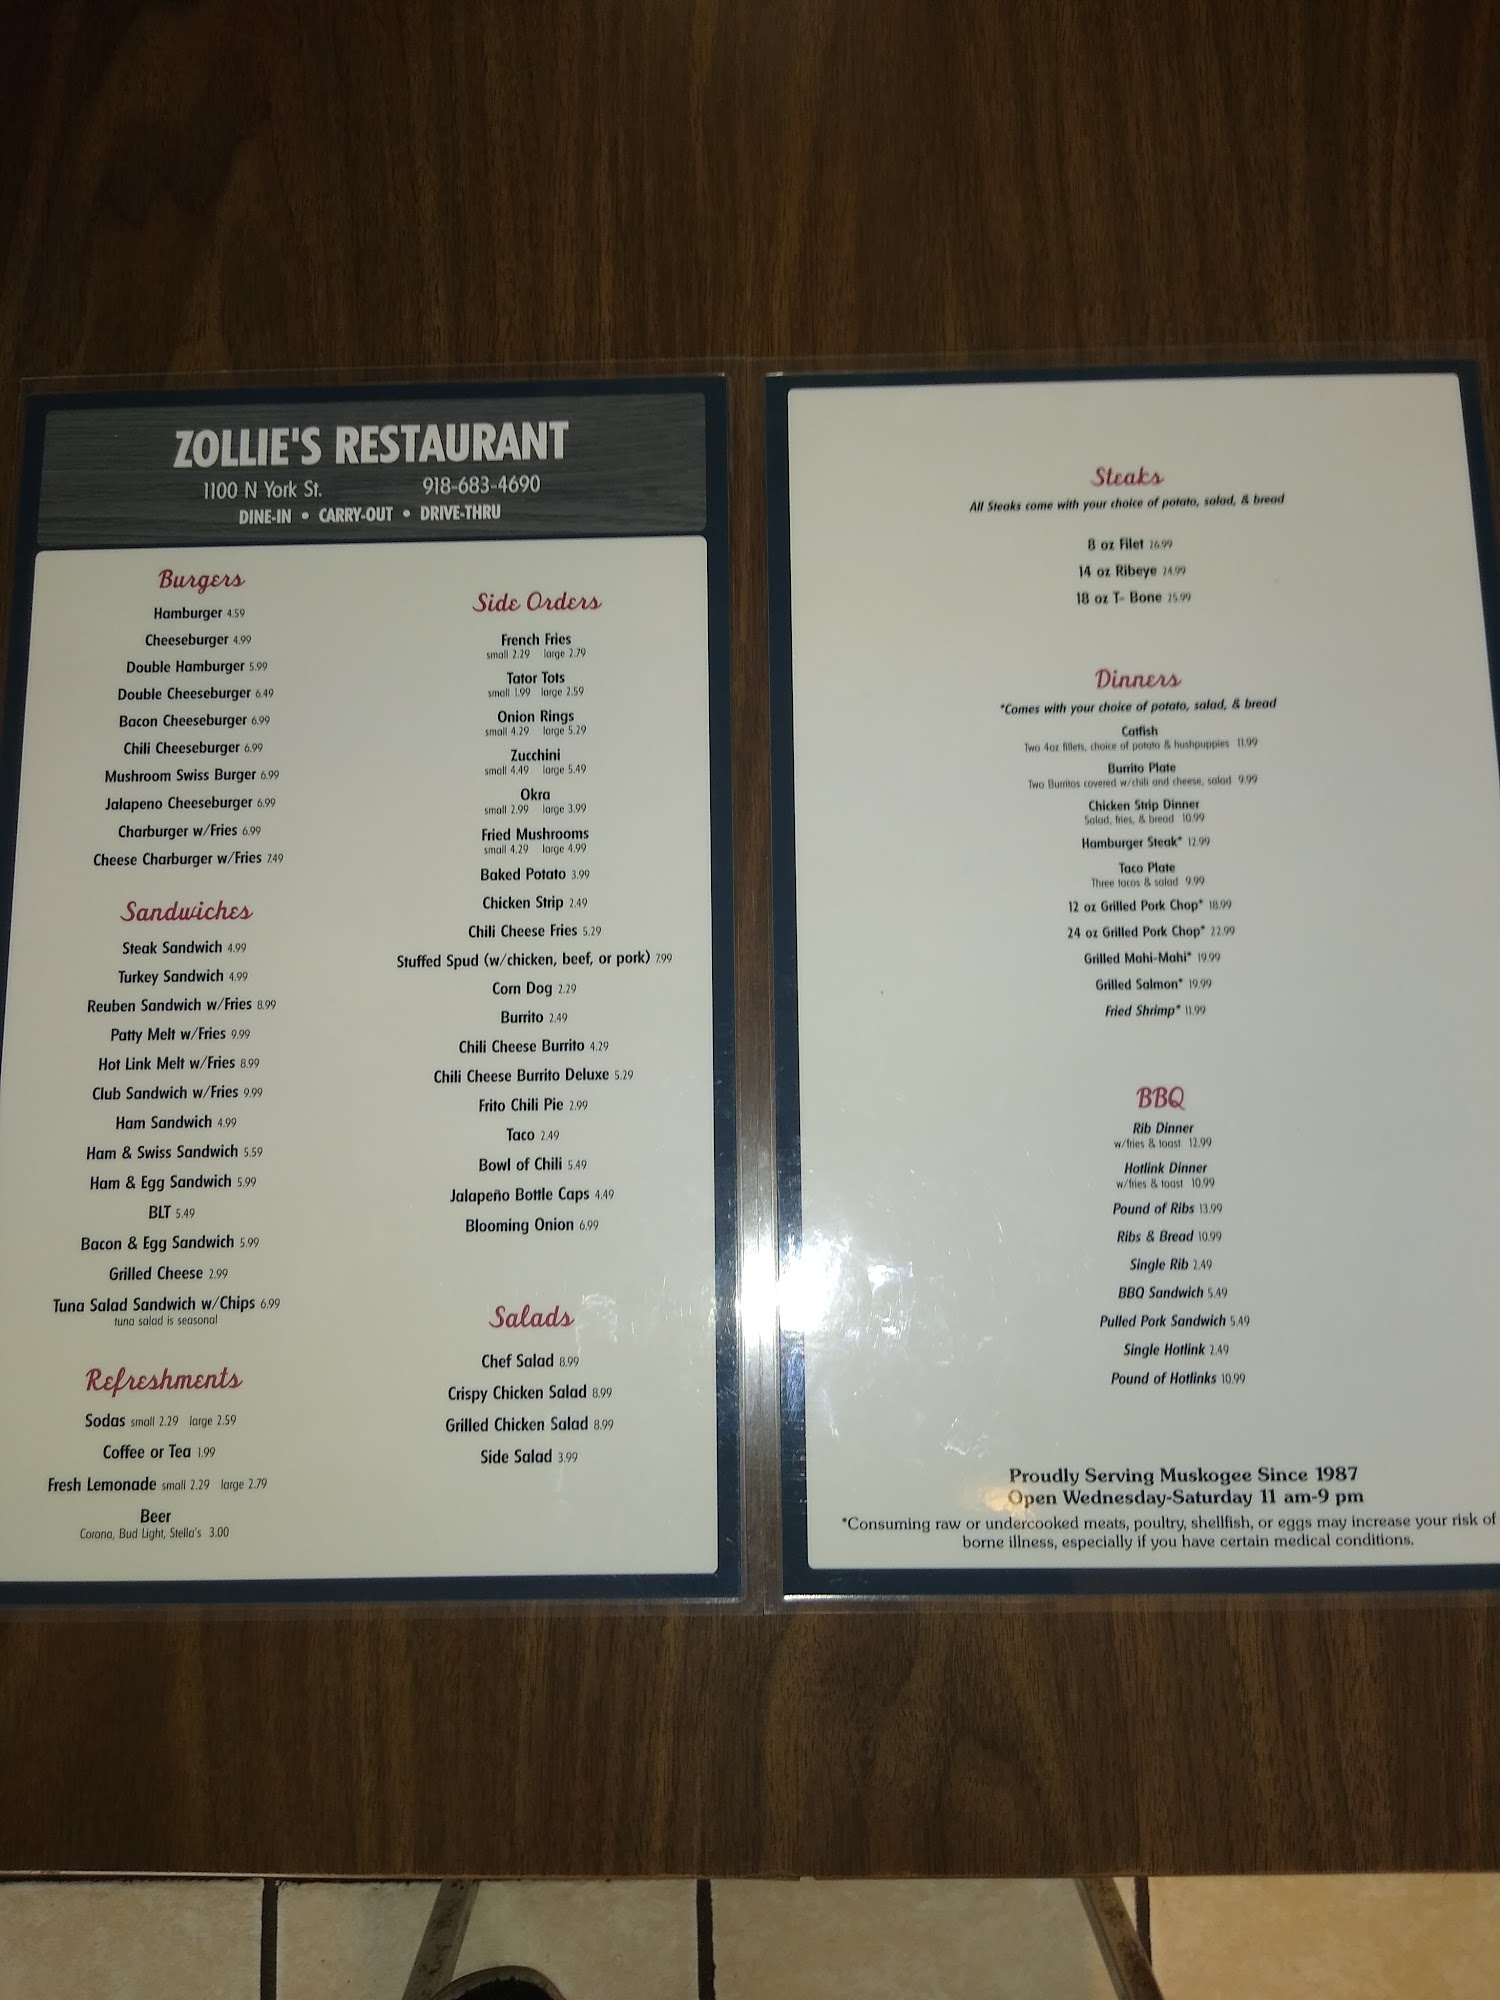 ZOLLIE'S RESTAURANT
1100 N York St. 918-683-4690
DINE-IN • CARRY-OUT • DRIVE-THRU
Burgers
Hamburger 4.59
Cheeseburger 4.99
Double Hamburger 5.99
Double Cheeseburger 6.49
Bacon Cheeseburger 6.99
Chili Cheeseburger 6.99
Mushroom Swiss Burger 6.99
Jalapeno Cheeseburger 6.99
Charburger w/Fries 6.99
Cheese Charburger w/Fries 7.49
Sandwiches
Steak Sandwich 4.99
Turkey Sandwich 4.99
Reuben Sandwich w/Fries 8.99
Patty Melt w/Fries 9.99
Hot Link Melt w/Fries 8.99
Club Sandwich w/Fries 9.99
Ham Sandwich 4.99
Ham & Swiss Sandwich 5.59
Ham & Egg Sandwich 5.99
BLT 5.49
Bacon & Egg Sandwich 5.99
Grilled Cheese 2.99
Tuna Salad Sandwich w/Chips 6.99
tuna salad is seasonal
Refreshments
Sodas small 2.29 large 2.59
Coffee or Tea 1.99
Fresh Lemonade small 2.29 large 2.79
Beer
Corona, Bud Light, Stella's 3.00
Side Orders
French Fries
small 2.29 large 2.79
Tator Tots
small 1.99 large 2.59
Onion Rings
small 4.29 large 5.29
Zucchini
small 4.49 large 5.49
Okra
small 2.99 large 3.99
Fried Mushrooms
small 4.29 large 4.99
Baked Potato 3.99
Chicken Strip 2.49
Chili Cheese Fries 5.29
Stuffed Spud (w/chicken, beef, or pork) 7.99
Corn Dog 2.29
Burrito 2.49
Chili Cheese Burrito 4.29
Chili Cheese Burrito Deluxe 5.29
Frito Chili Pie 2.99
Taco 2.49
Bowl of Chili 5.49
Jalapeño Bottle Caps 4.49
Blooming Onion 6.99
Salads
Chef Salad 8.99
Crispy Chicken Salad 8.99
Grilled Chicken Salad 8.99
Side Salad 3.99
Steaks
All Steaks come with your choice of potato, salad, & bread
8 oz Filet 26.99
14 oz Ribeye 24.99
18 oz T- Bone 25.99
Dinners
*Comes with your choice of potato, salad, & bread
Catfish
Two 4oz fillets, choice of potato & hushpuppies 11.99
Burrito Plate
Two Burritos covered w/chili and cheese, salad 9.99
Chicken Strip Dinner
Salad, fries, & bread 10.99
Hamburger Steak* 12.99
Taco Plate
Three tacos & salad 9.99
12 oz Grilled Pork Chop* 18.99
24 oz Grilled Pork Chop* 22.99
Grilled Mahi-Mahi* 19.99
Grilled Salmon* 19.99
Fried Shrimp* 11.99
BBQ
Rib Dinner
w/fries & toast 12.99
Hotlink Dinner
w/fries & toast 10.99
Pound of Ribs 13.99
Ribs & Bread 10.99
Single Rib 2.49
BBQ Sandwich 5.49
Pulled Pork Sandwich 5.49
Single Hotlink 2.49
Pound of Hotlinks 10.99
Proudly Serving Muskogee Since 1987
Open Wednesday-Saturday 11 am-9 pm
*Consuming raw or undercooked meats, poultry, shellfish, or eggs may increase your risk of
borne illness, especially if you have certain medical conditions.